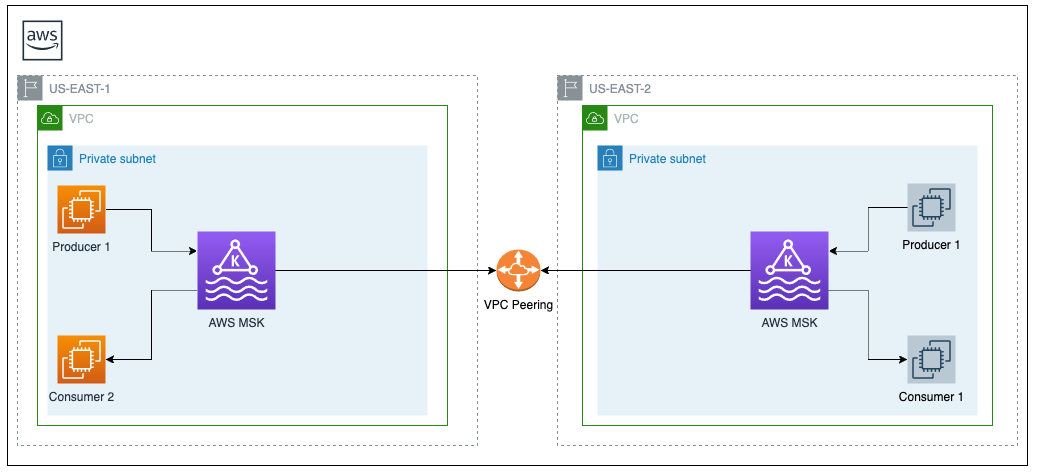 aws
US-EAST-1
VPC
Private subnet
Producer 1
K
AWS MSK
Consumer 2
VPC Peering
US-EAST-2
VPC
Private subnet
Producer 1
K
AWS MSK
Consumer 1